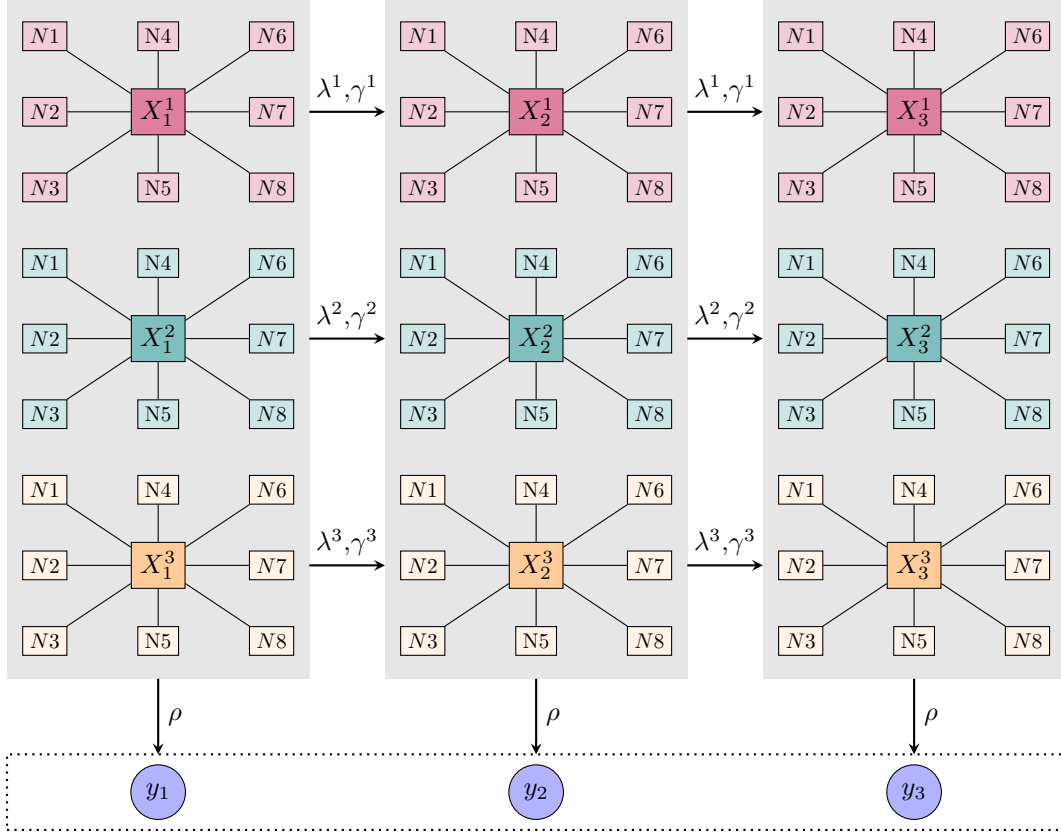 N1 N4 N6 N1 N4 N6 N1 N4 N6
λ¹,γ¹ λ¹,γ¹
N2 X₁¹ N7 N2 X₂¹ N7 N2 X₃¹ N7
N3 N5 N8 N3 N5 N8 N3 N5 N8
N1 N4 N6 N1 N4 N6 N1 N4 N6
λ²,γ² λ²,γ²
N2 X₁² N7 N2 X₂² N7 N2 X₃² N7
N3 N5 N8 N3 N5 N8 N3 N5 N8
N1 N4 N6 N1 N4 N6 N1 N4 N6
λ³,γ³ λ³,γ³
N2 X₁³ N7 N2 X₂³ N7 N2 X₃³ N7
N3 N5 N8 N3 N5 N8 N3 N5 N8
ρ ρ ρ
y₁ y₂ y₃